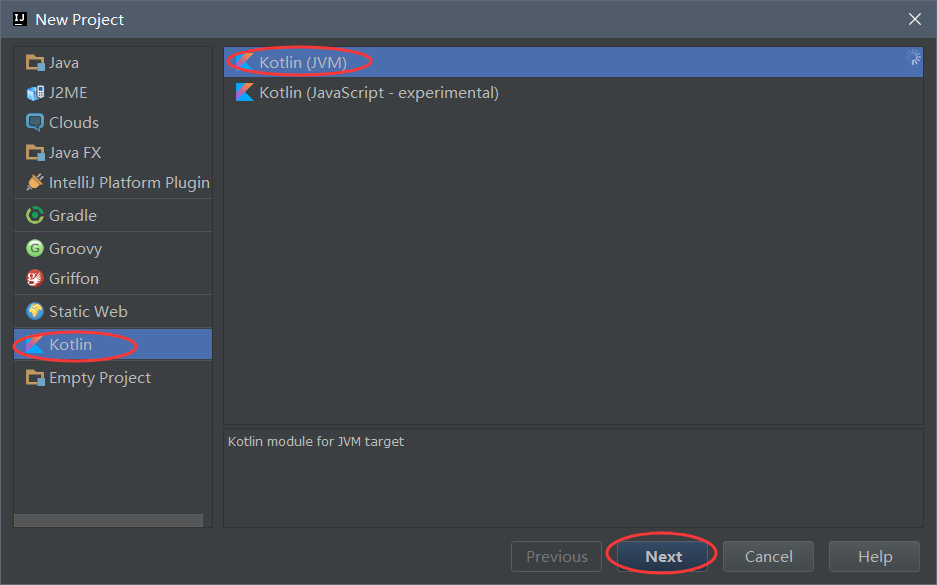 New Project
Java
J2ME
Clouds
Java FX
IntelliJ Platform Plugin
Gradle
Groovy
Griffon
Static Web
Kotlin
Empty Project
Kotlin (JVM)
Kotlin (JavaScript - experimental)
Kotlin module for JVM target
Previous
Next
Cancel
Help